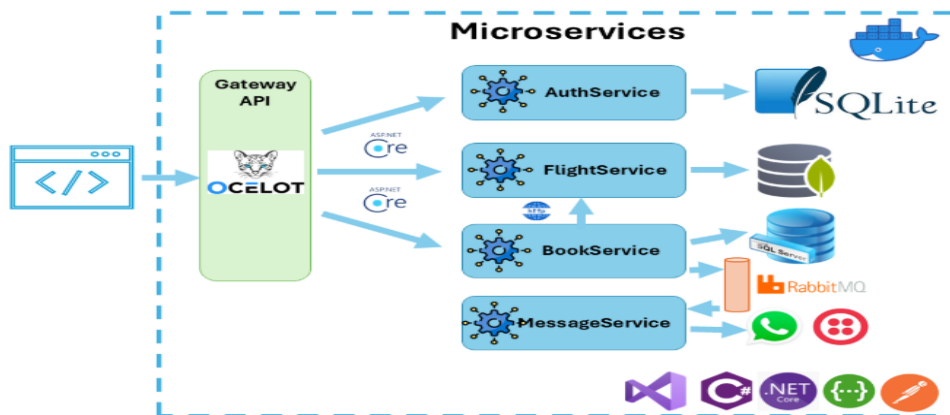 Microservices
Gateway
API
OCELOT
ASP.NET
Core
ASP.NET
Core
AuthService
FlightService
BookService
MessageService
SQLite
SQL Server
RabbitMQ
C#
.NET
Core